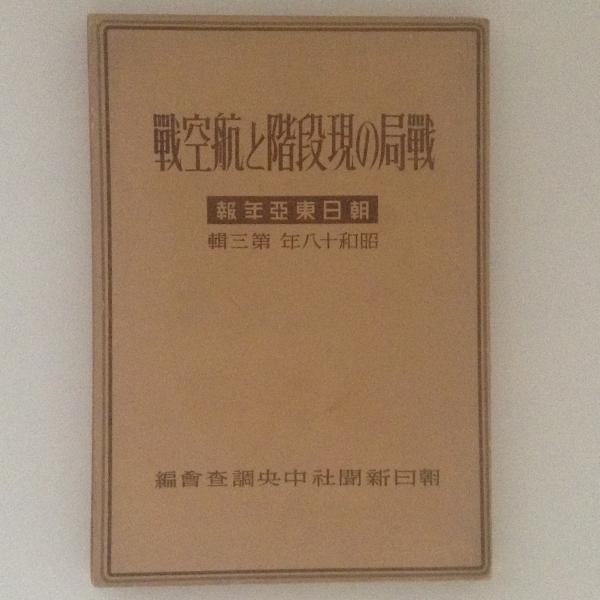 戰局の現段階と航空戰
朝日東亞年報
昭和十八年 第三輯
朝日新聞社中央調査會編